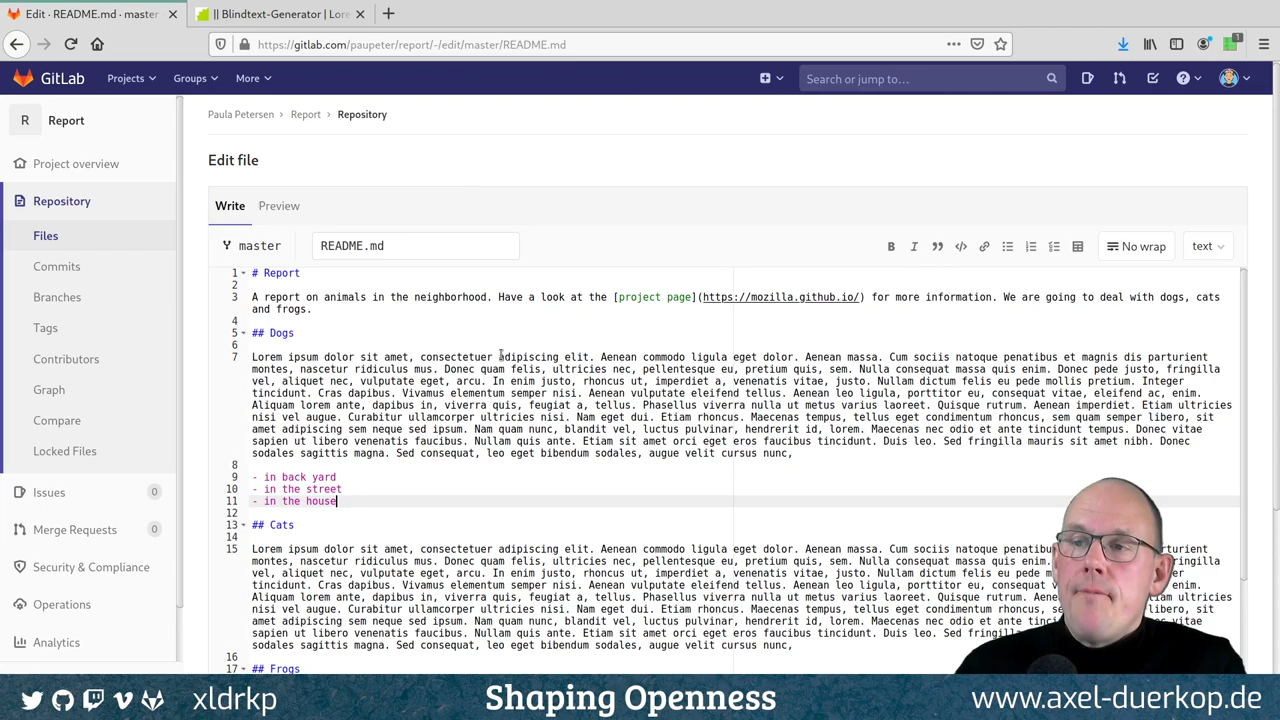 Edit · README.md · master
|| Blindtext-Generator | Lore
https://gitlab.com/paupeter/report/-/edit/master/README.md
1
GitLab
Projects
Groups
More
Search or jump to…
R
Report
Project overview
Repository
Files
Commits
Branches
Tags
Contributors
Graph
Compare
Locked Files
Issues
0
Merge Requests
0
Security & Compliance
Operations
Analytics
Paula Petersen › Report › Repository
Edit file
Write Preview
master
README.md
No wrap
text
1 # Report
2
3 A report on animals in the neighborhood. Have a look at the [project page](https://mozilla.github.io/) for more information. We are going to deal with dogs, cats
and frogs.
4
5 ## Dogs
6
7 Lorem ipsum dolor sit amet, consectetuer adipiscing elit. Aenean commodo ligula eget dolor. Aenean massa. Cum sociis natoque penatibus et magnis dis parturient
montes, nascetur ridiculus mus. Donec quam felis, ultricies nec, pellentesque eu, pretium quis, sem. Nulla consequat massa quis enim. Donec pede justo, fringilla
vel, aliquet nec, vulputate eget, arcu. In enim justo, rhoncus ut, imperdiet a, venenatis vitae, justo. Nullam dictum felis eu pede mollis pretium. Integer
tincidunt. Cras dapibus. Vivamus elementum semper nisi. Aenean vulputate eleifend tellus. Aenean leo ligula, porttitor eu, consequat vitae, eleifend ac, enim.
Aliquam lorem ante, dapibus in, viverra quis, feugiat a, tellus. Phasellus viverra nulla ut metus varius laoreet. Quisque rutrum. Aenean imperdiet. Etiam ultricies
nisi vel augue. Curabitur ullamcorper ultricies nisi. Nam eget dui. Etiam rhoncus. Maecenas tempus, tellus eget condimentum rhoncus, sem quam semper libero, sit
amet adipiscing sem neque sed ipsum. Nam quam nunc, blandit vel, luctus pulvinar, hendrerit id, lorem. Maecenas nec odio et ante tincidunt tempus. Donec vitae
sapien ut libero venenatis faucibus. Nullam quis ante. Etiam sit amet orci eget eros faucibus tincidunt. Duis leo. Sed fringilla mauris sit amet nibh. Donec
sodales sagittis magna. Sed consequat, leo eget bibendum sodales, augue velit cursus nunc,
8
9 - in back yard
10 - in the street
11 - in the house
12
13 ## Cats
14
15 Lorem ipsum dolor sit amet, consectetuer adipiscing elit. Aenean commodo ligula eget dolor. Aenean massa. Cum sociis natoque penatibu turient
montes, nascetur ridiculus mus. Donec quam felis, ultricies nec, pellentesque eu, pretium quis, sem. Nulla consequat massa quis e fringilla
vel, aliquet nec, vulputate eget, arcu. In enim justo, rhoncus ut, imperdiet a, venenatis vitae, justo. Nullam dictum felis eu p teger
tincidunt. Cras dapibus. Vivamus elementum semper nisi. Aenean vulputate eleifend tellus. Aenean leo ligula, porttitor eu, consequat v enim.
Aliquam lorem ante, dapibus in, viverra quis, feugiat a, tellus. Phasellus viverra nulla ut metus varius laoreet. Quisque rutrum. ultricies
nisi vel augue. Curabitur ullamcorper ultricies nisi. Nam eget dui. Etiam rhoncus. Maecenas tempus, tellus eget condimentum rhonc libero, sit
amet adipiscing sem neque sed ipsum. Nam quam nunc, blandit vel, luctus pulvinar, hendrerit id, lorem. Maecenas nec odio et ante vitae
sapien ut libero venenatis faucibus. Nullam quis ante. Etiam sit amet orci eget eros faucibus tincidunt. Duis leo. Sed fringi
sodales sagittis magna. Sed consequat, leo eget bibendum sodales, augue velit cursus nunc,
16
17 ## Frogs
xldrkp
Shaping Openness
www.axel-duerkop.de